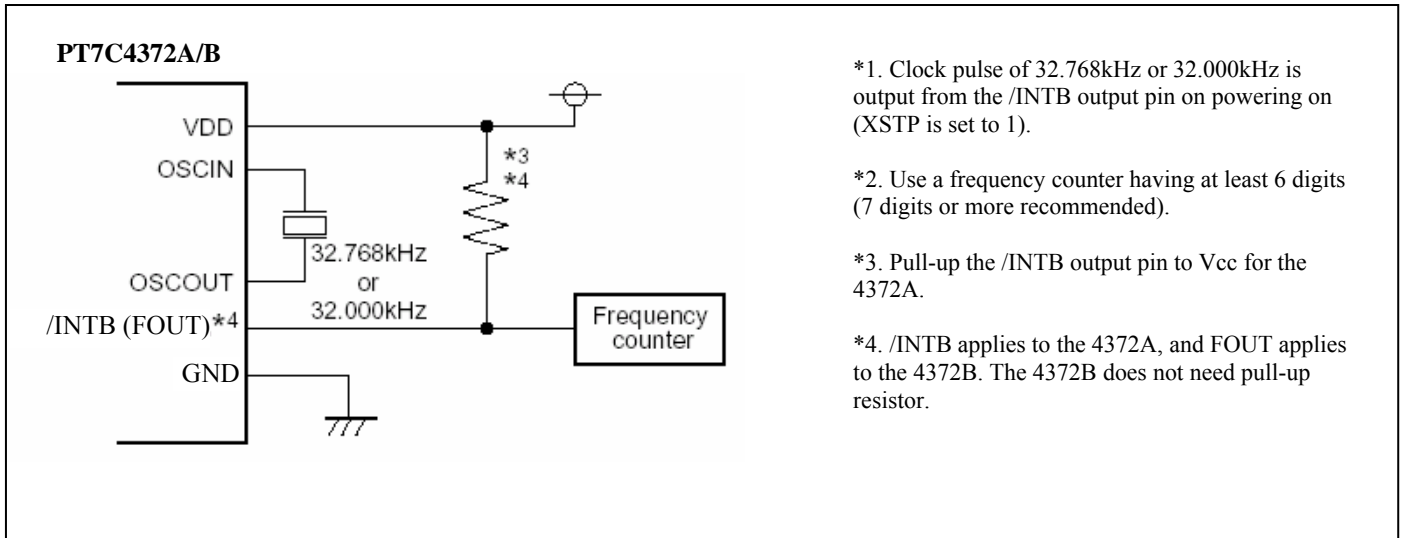 PT7C4372A/B
VDD
OSCIN
OSCOUT
/INTB (FOUT)*4
GND
32.768kHz
or
32.000kHz
*3
*4
Frequency
counter
*1. Clock pulse of 32.768kHz or 32.000kHz is
output from the /INTB output pin on powering on
(XSTP is set to 1).
*2. Use a frequency counter having at least 6 digits
(7 digits or more recommended).
*3. Pull-up the /INTB output pin to Vcc for the
4372A.
*4. /INTB applies to the 4372A, and FOUT applies
to the 4372B. The 4372B does not need pull-up
resistor.